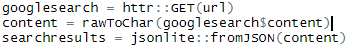 googlesearch = httr::GET(url)
content = rawToChar(googlesearch$content)
searchresults = jsonlite::fromJSON(content)